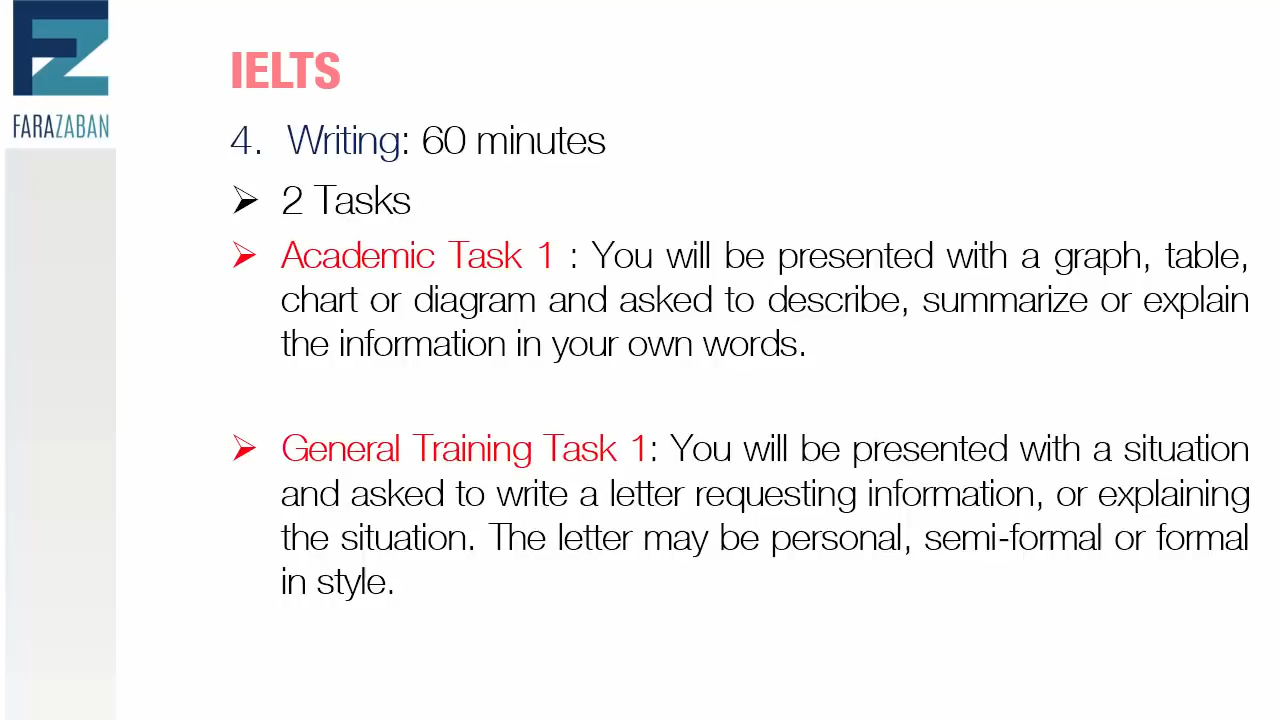 FZ
FARAZABAN
IELTS
4. Writing: 60 minutes
➢ 2 Tasks
➢ Academic Task 1 : You will be presented with a graph, table,
chart or diagram and asked to describe, summarize or explain
the information in your own words.
➢ General Training Task 1: You will be presented with a situation
and asked to write a letter requesting information, or explaining
the situation. The letter may be personal, semi-formal or formal
in style.